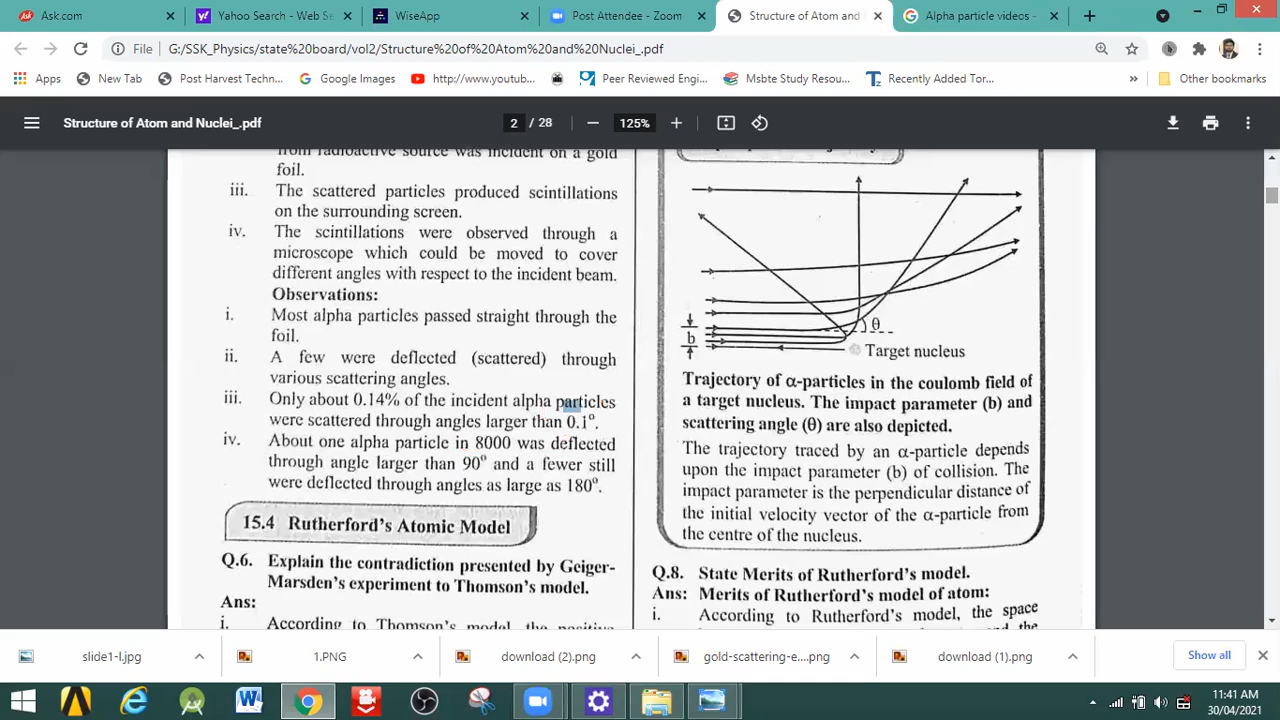 Ask.com
Yahoo Search - Web Se
WiseApp
Post Attendee - Zoom
Structure of Atom and
Alpha particle videos -
File
G:/SSK_Physics/state%20board/vol2/Structure%20of%20Atom%20and%20Nuclei_.pdf
Apps
New Tab
Post Harvest Techn...
Google Images
http://www.youtub...
Peer Reviewed Engi...
Msbte Study Resou...
Recently Added Tor...
»
Other bookmarks
Structure of Atom and Nuclei_.pdf
2 / 28
125%
from radioactive source was incident on a gold
foil.
iii. The scattered particles produced scintillations
on the surrounding screen.
iv. The scintillations were observed through a
microscope which could be moved to cover
different angles with respect to the incident beam.
Observations:
i. Most alpha particles passed straight through the
foil.
ii. A few were deflected (scattered) through
various scattering angles.
iii. Only about 0.14% of the incident alpha particles
were scattered through angles larger than 0.1°.
iv. About one alpha particle in 8000 was deflected
through angle larger than 90° and a fewer still
were deflected through angles as large as 180°.
15.4 Rutherford's Atomic Model
Q.6. Explain the contradiction presented by Geiger-
Marsden's experiment to Thomson's model.
Ans:
i. According to Thomson's model, the positive
θ
b
Target nucleus
Trajectory of α-particles in the coulomb field of
a target nucleus. The impact parameter (b) and
scattering angle (θ) are also depicted.
The trajectory traced by an α-particle depends
upon the impact parameter (b) of collision. The
impact parameter is the perpendicular distance of
the initial velocity vector of the α-particle from
the centre of the nucleus.
Q.8. State Merits of Rutherford's model.
Ans: Merits of Rutherford's model of atom:
i. According to Rutherford's model, the space
slide1-l.jpg
1.PNG
download (2).png
gold-scattering-e....png
download (1).png
Show all
11:41 AM
30/04/2021